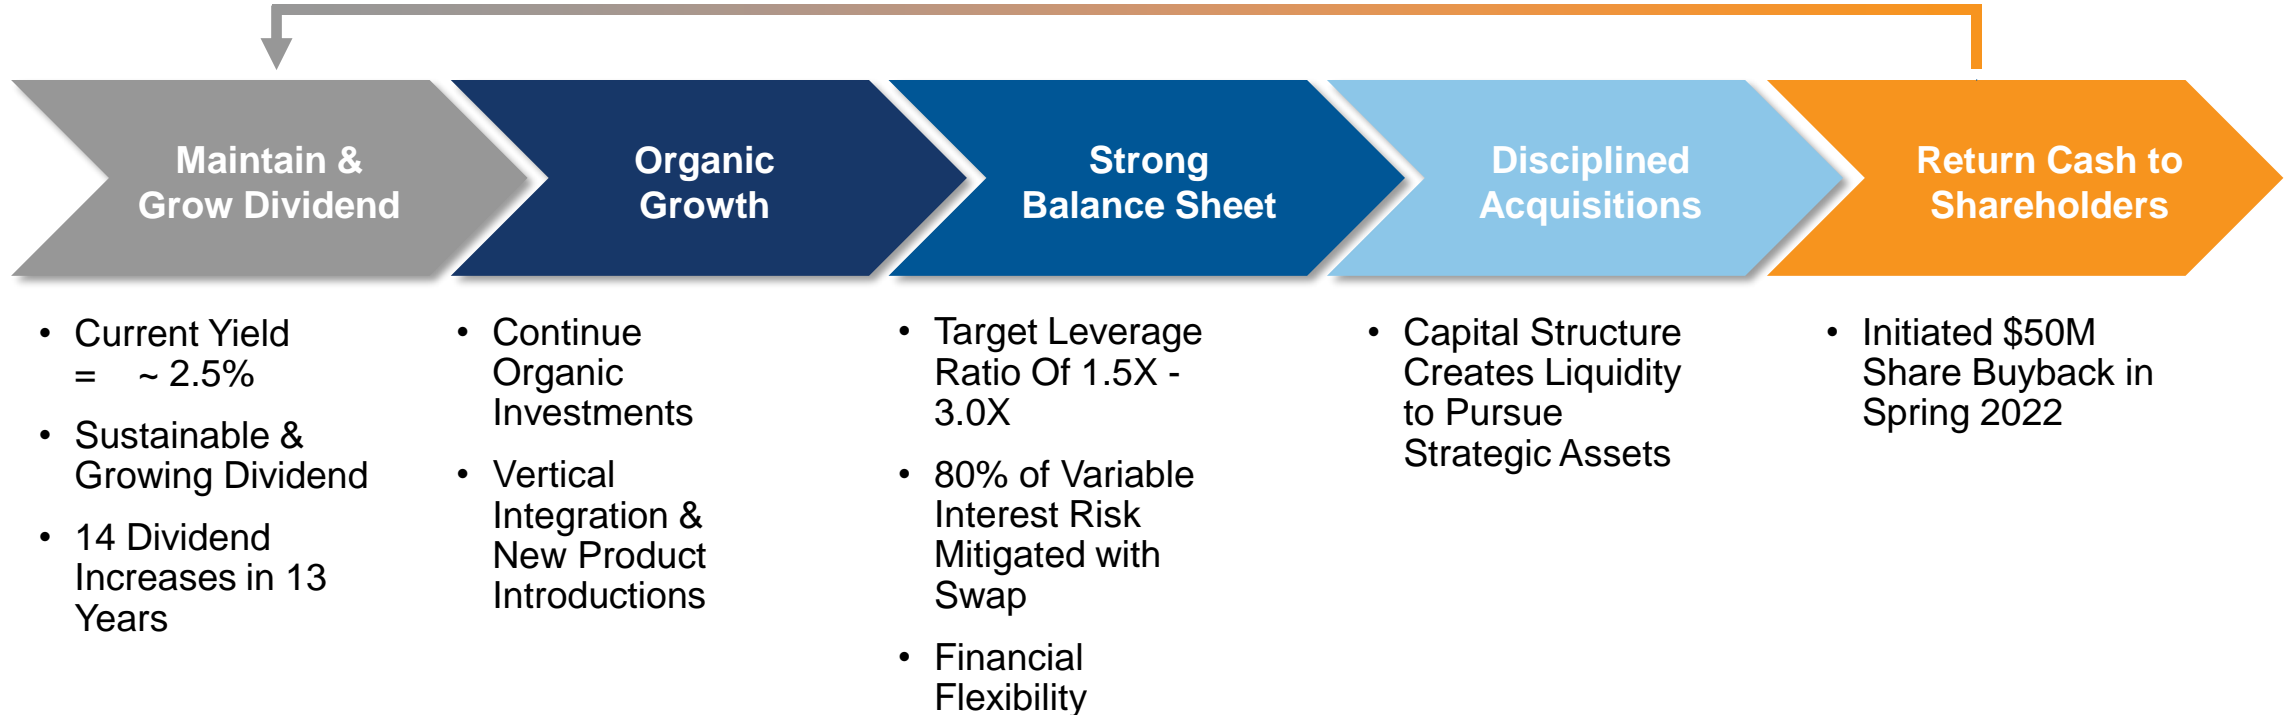 Maintain &
Grow Dividend
Organic
Growth
Strong
Balance Sheet
Disciplined
Acquisitions
Return Cash to
Shareholders
• Current Yield
= ~ 2.5%
• Sustainable &
Growing Dividend
• 14 Dividend
Increases in 13
Years
• Continue
Organic
Investments
• Vertical
Integration &
New Product
Introductions
• Target Leverage
Ratio Of 1.5X -
3.0X
• 80% of Variable
Interest Risk
Mitigated with
Swap
• Financial
Flexibility
• Capital Structure
Creates Liquidity
to Pursue
Strategic Assets
• Initiated $50M
Share Buyback in
Spring 2022